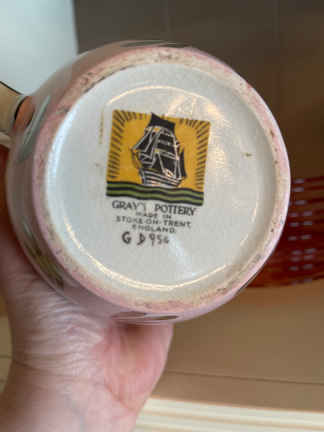 GRAY'S POTTERY
MADE IN
STOKE-ON-TRENT,
ENGLAND.
G D956